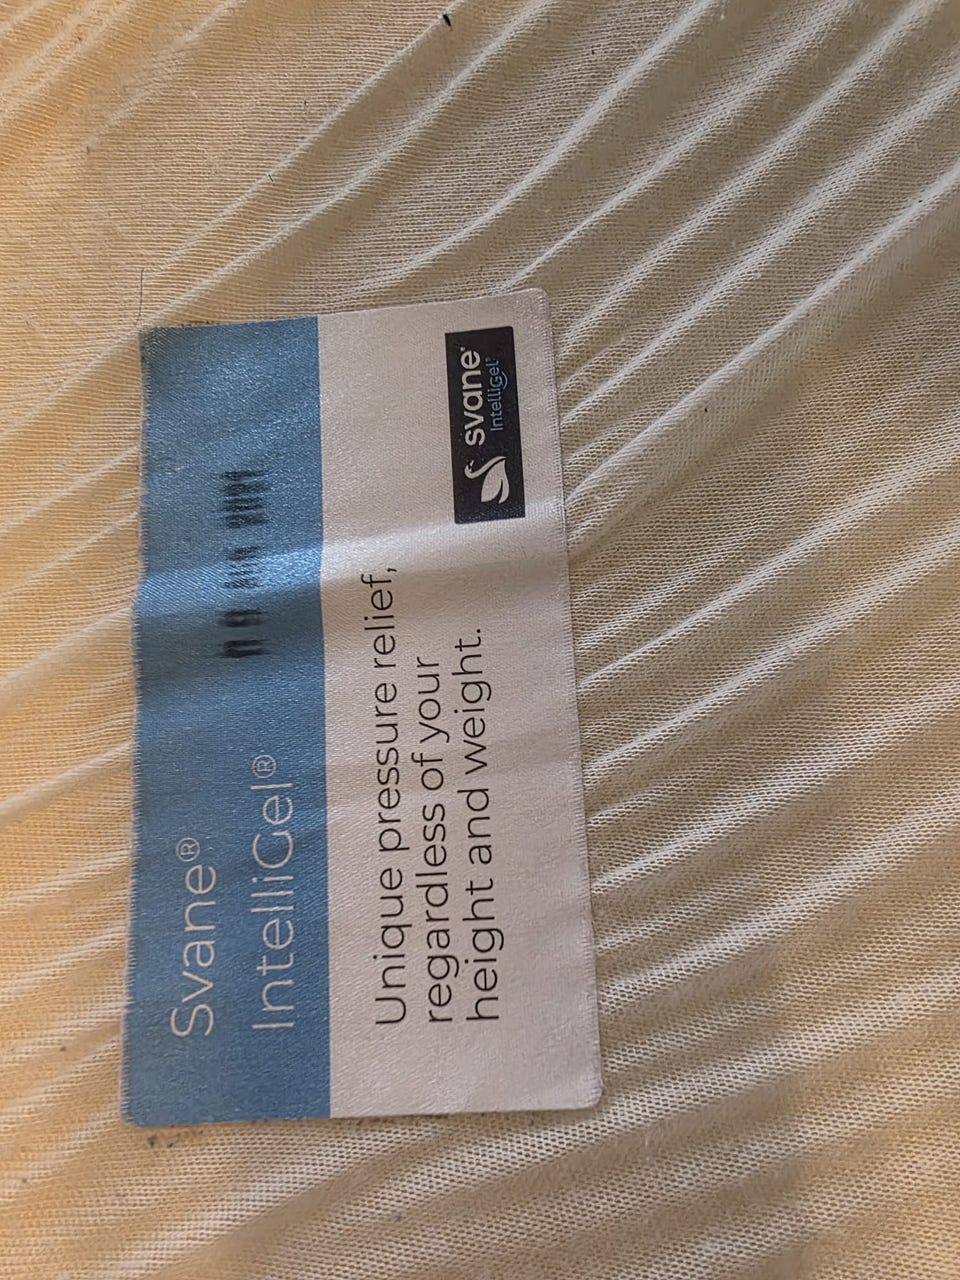 Svane®
IntelliGel®
Unique pressure relief,
regardless of your
height and weight.
svane®
IntelliGel®